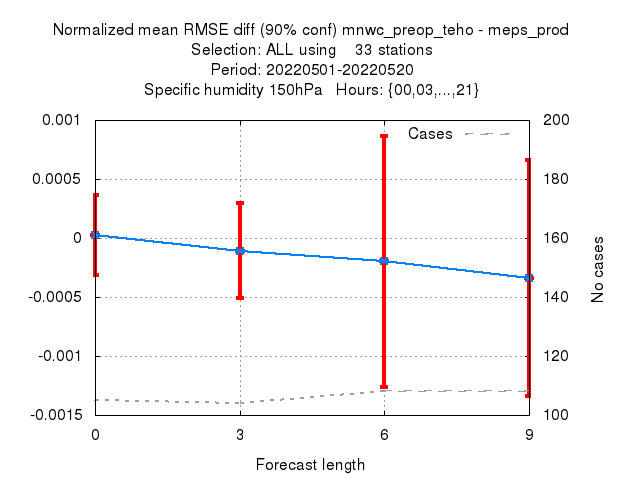 Normalized mean RMSE diff (90% conf) mnwc_preop_teho - meps_prod
Selection: ALL using 33 stations
Period: 20220501-20220520
Specific humidity 150hPa Hours: {00,03,...,21}
0.001 200
Cases
0.0005 180
0 160
-0.0005 140
-0.001 120
-0.0015 100
No cases
0 3 6 9
Forecast length